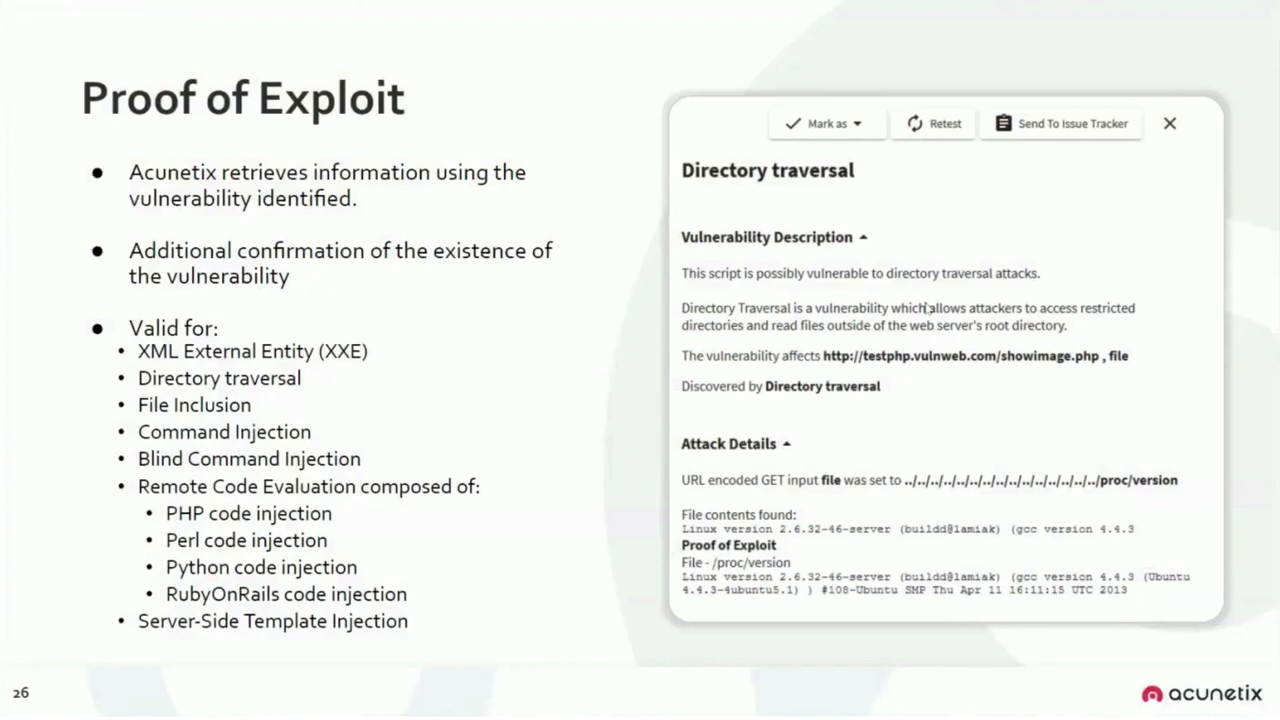 Proof of Exploit
● Acunetix retrieves information using the
vulnerability identified.
● Additional confirmation of the existence of
the vulnerability
● Valid for:
• XML External Entity (XXE)
• Directory traversal
• File Inclusion
• Command Injection
• Blind Command Injection
• Remote Code Evaluation composed of:
• PHP code injection
• Perl code injection
• Python code injection
• RubyOnRails code injection
• Server-Side Template Injection
Mark as
Retest
Send To Issue Tracker
Directory traversal
Vulnerability Description
This script is possibly vulnerable to directory traversal attacks.
Directory Traversal is a vulnerability which allows attackers to access restricted
directories and read files outside of the web server's root directory.
The vulnerability affects http://testphp.vulnweb.com/showimage.php , file
Discovered by Directory traversal
Attack Details
URL encoded GET input file was set to ../../../../../../../../../../../../../../../proc/version
File contents found:
Linux version 2.6.32-46-server (buildd@lamiak) (gcc version 4.4.3
Proof of Exploit
File - /proc/version
Linux version 2.6.32-46-server (buildd@lamiak) (gcc version 4.4.3 (Ubuntu
4.4.3-4ubuntu5.1) ) #108-Ubuntu SMP Thu Apr 11 16:11:15 UTC 2013
26
acunetix